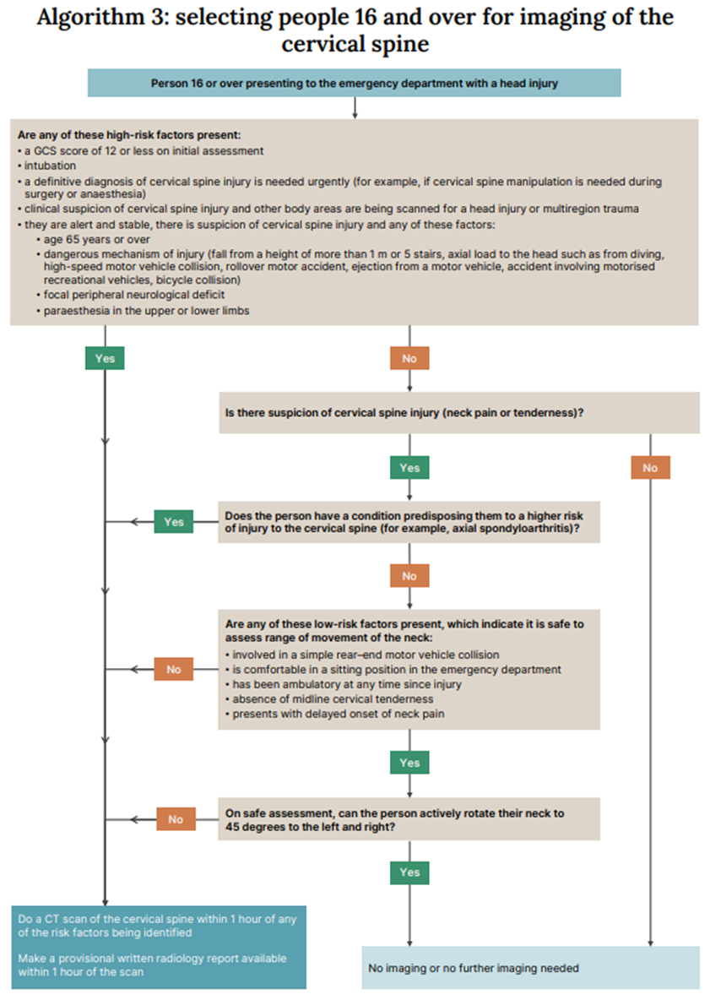 Algorithm 3: selecting people 16 and over for imaging of the
cervical spine
Person 16 or over presenting to the emergency department with a head injury
Are any of these high-risk factors present:
• a GCS score of 12 or less on initial assessment
• intubation
• a definitive diagnosis of cervical spine injury is needed urgently (for example, if cervical spine manipulation is needed during
surgery or anaesthesia)
• clinical suspicion of cervical spine injury and other body areas are being scanned for a head injury or multiregion trauma
• they are alert and stable, there is suspicion of cervical spine injury and any of these factors:
• age 65 years or over
• dangerous mechanism of injury (fall from a height of more than 1 m or 5 stairs, axial load to the head such as from diving,
high-speed motor vehicle collision, rollover motor accident, ejection from a motor vehicle, accident involving motorised
recreational vehicles, bicycle collision)
• focal peripheral neurological deficit
• paraesthesia in the upper or lower limbs
Yes
No
Is there suspicion of cervical spine injury (neck pain or tenderness)?
Yes
No
Does the person have a condition predisposing them to a higher risk
of injury to the cervical spine (for example, axial spondyloarthritis)?
Yes
No
Are any of these low-risk factors present, which indicate it is safe to
assess range of movement of the neck:
• involved in a simple rear–end motor vehicle collision
• is comfortable in a sitting position in the emergency department
• has been ambulatory at any time since injury
• absence of midline cervical tenderness
• presents with delayed onset of neck pain
No
Yes
On safe assessment, can the person actively rotate their neck to
45 degrees to the left and right?
No
Yes
Do a CT scan of the cervical spine within 1 hour of any
of the risk factors being identified
Make a provisional written radiology report available
within 1 hour of the scan
No imaging or no further imaging needed